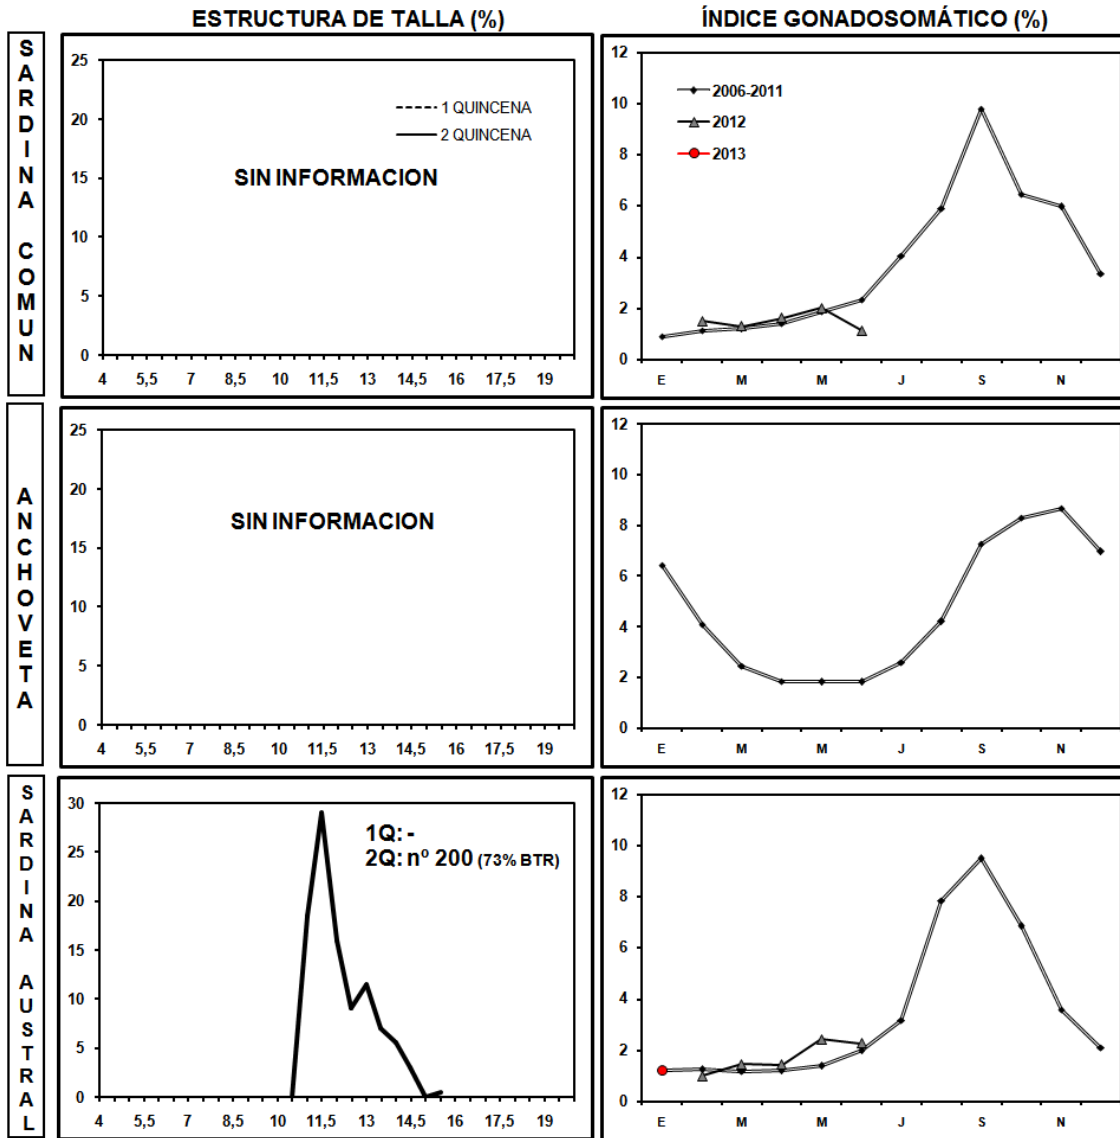 ESTRUCTURA DE TALLA (%)
ÍNDICE GONADOSOMÁTICO (%)
SARDINA COMUN
25
20
15
10
5
0
1 QUINCENA
2 QUINCENA
SIN INFORMACION
4 5,5 7 8,5 10 11,5 13 14,5 16 17,5 19
12
10
8
6
4
2
0
2006-2011
2012
2013
E M M J S N
ANCHOVETA
25
20
15
10
5
0
SIN INFORMACION
4 5,5 7 8,5 10 11,5 13 14,5 16 17,5 19
12
10
8
6
4
2
0
E M M J S N
SARDINA AUSTRAL
30
25
20
15
10
5
0
1Q: -
2Q: nº 200 (73% BTR)
4 5,5 7 8,5 10 11,5 13 14,5 16 17,5 19
12
10
8
6
4
2
0
E M M J S N